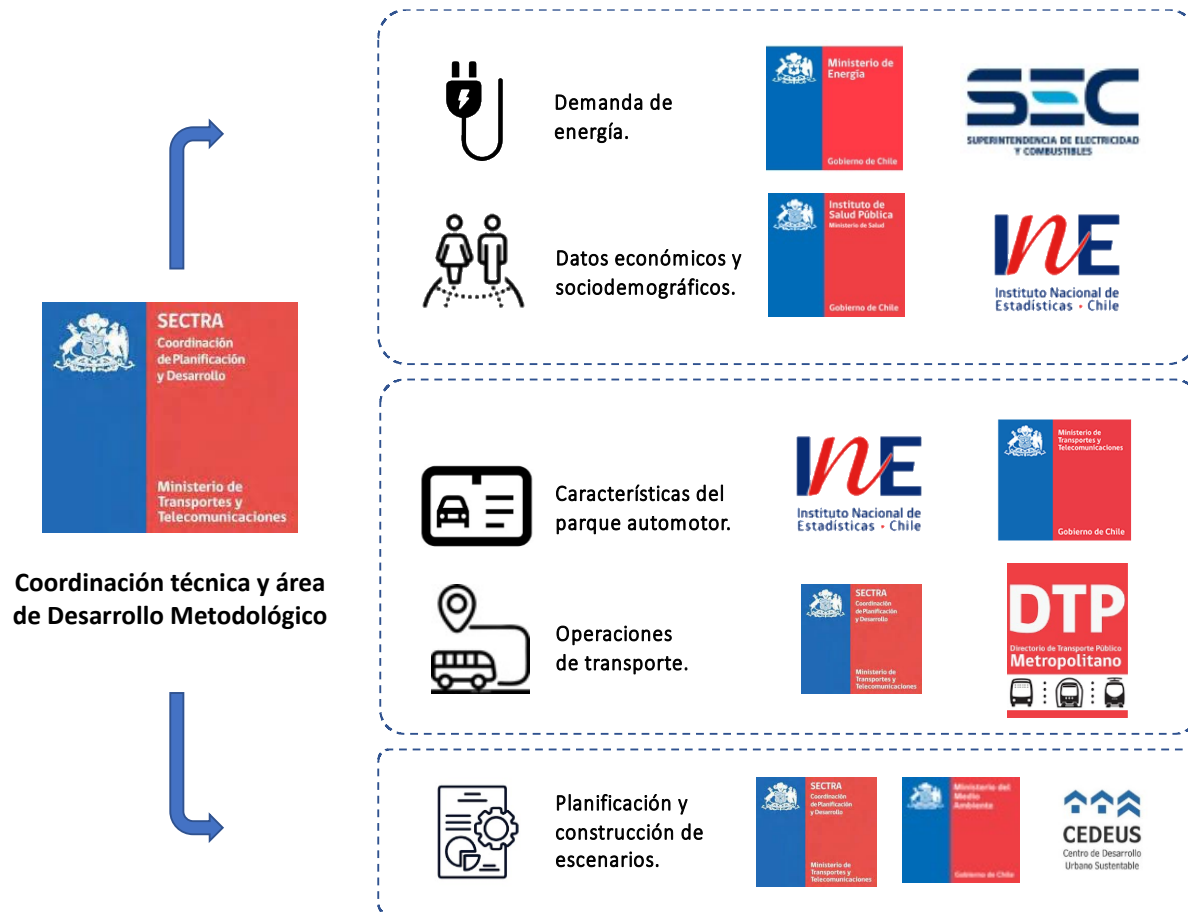 SECTRA
Coordinación
de Planificación
y Desarrollo
Ministerio de
Transportes y
Telecomunicaciones
Coordinación técnica y área
de Desarrollo Metodológico
Demanda de
energía.
Ministerio de
Energía
Gobierno de Chile
SEC
SUPERINTENDENCIA DE ELECTRICIDAD
Y COMBUSTIBLES
Datos económicos y
sociodemográficos.
Instituto de
Salud Pública
Ministerio de Salud
Gobierno de Chile
INE
Instituto Nacional de
Estadísticas • Chile
Características del
parque automotor.
INE
Instituto Nacional de
Estadísticas • Chile
Ministerio de
Transportes y
Telecomunicaciones
Gobierno de Chile
Operaciones
de transporte.
SECTRA
Coordinación
de Planificación
y Desarrollo
Ministerio de
Transportes y
Telecomunicaciones
DTP
Directorio de Transporte Público
Metropolitano
Planificación y
construcción de
escenarios.
SECTRA
Coordinación
de Planificación
y Desarrollo
Ministerio de
Transportes y
Telecomunicaciones
Ministerio del
Medio
Ambiente
Gobierno de Chile
CEDEUS
Centro de Desarrollo
Urbano Sustentable